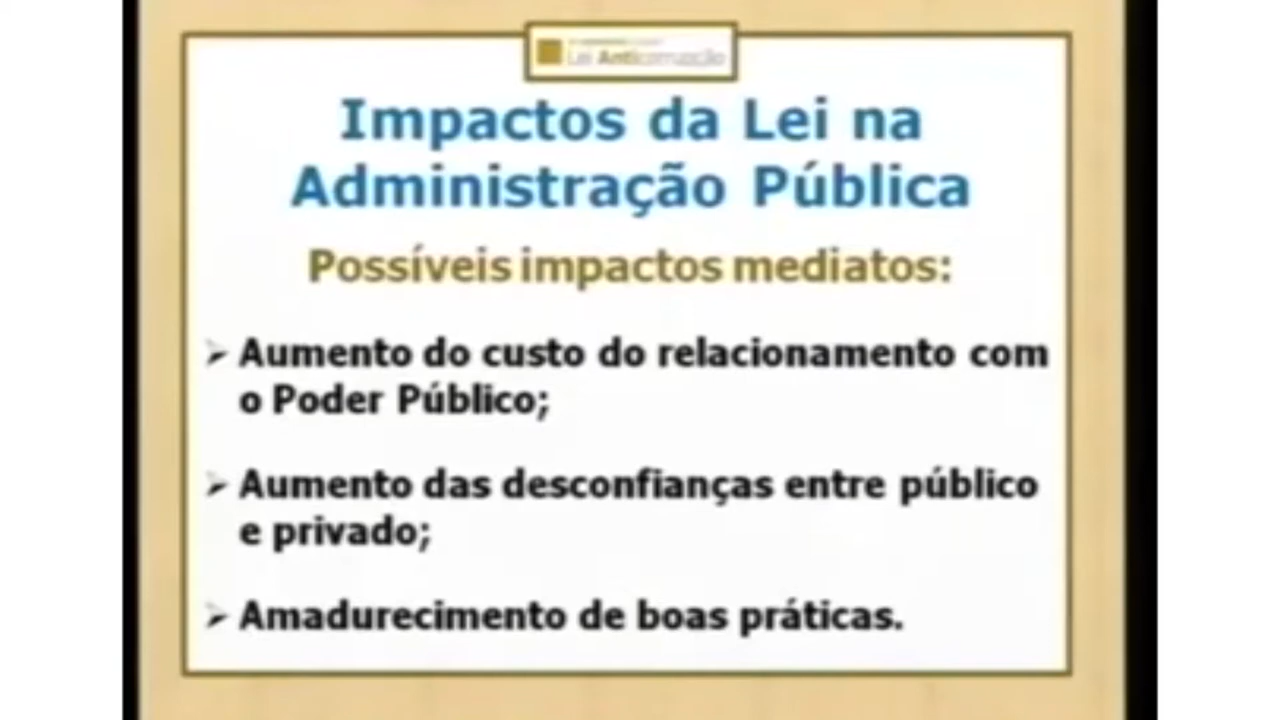 Lei Anticorrupção
Impactos da Lei na
Administração Pública
Possíveis impactos mediatos:
➢ Aumento do custo do relacionamento com
o Poder Público;
➢ Aumento das desconfianças entre público
e privado;
➢ Amadurecimento de boas práticas.